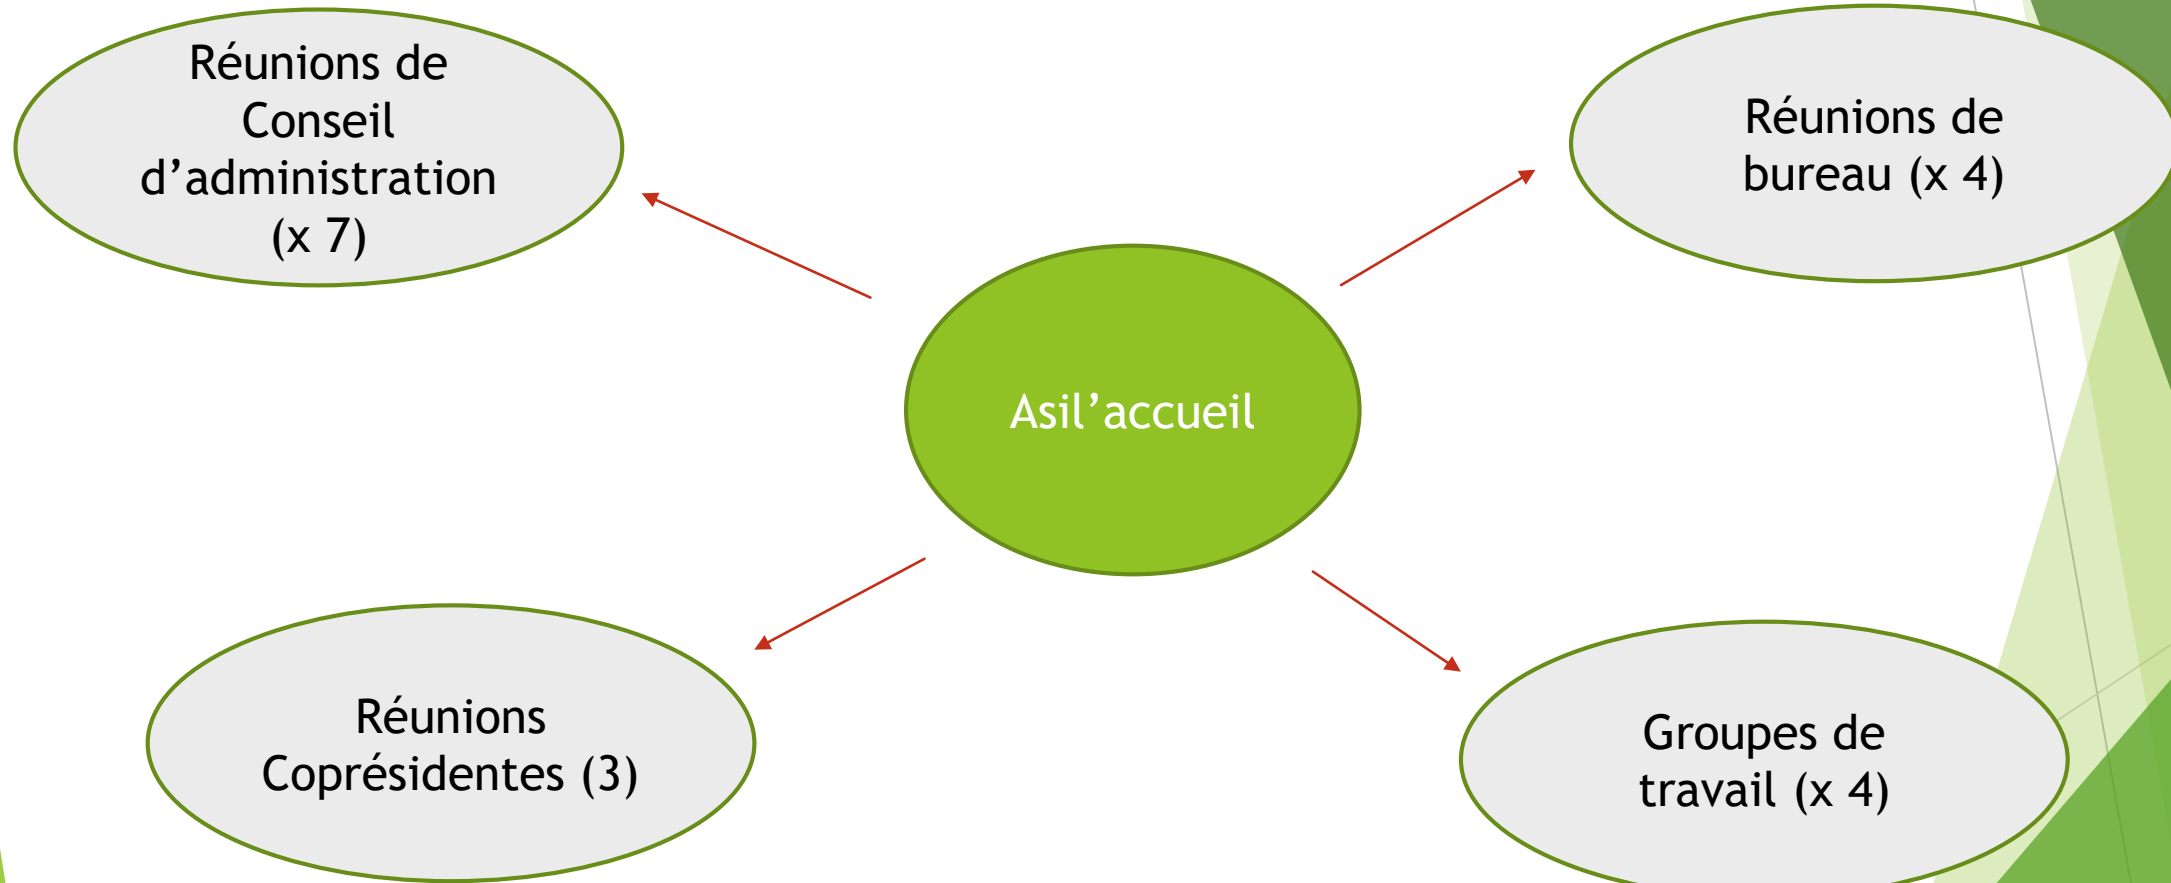 Réunions de
Conseil
d’administration
(x 7)
Réunions de
bureau (x 4)
Asil’accueil
Réunions
Coprésidentes (3)
Groupes de
travail (x 4)